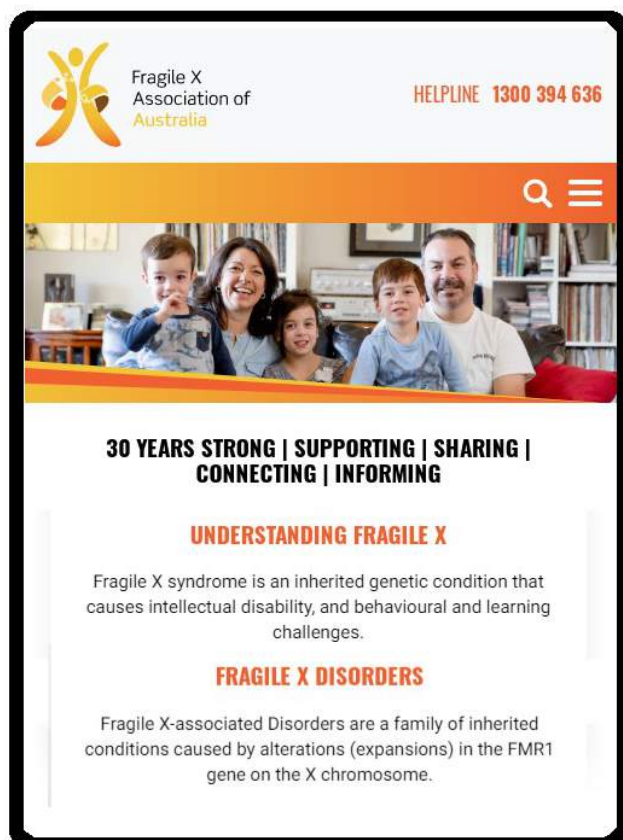 Fragile X
Association of
Australia
HELPLINE 1300 394 636
30 YEARS STRONG | SUPPORTING | SHARING |
CONNECTING | INFORMING
UNDERSTANDING FRAGILE X
Fragile X syndrome is an inherited genetic condition that
causes intellectual disability, and behavioural and learning
challenges.
FRAGILE X DISORDERS
Fragile X-associated Disorders are a family of inherited
conditions caused by alterations (expansions) in the FMR1
gene on the X chromosome.